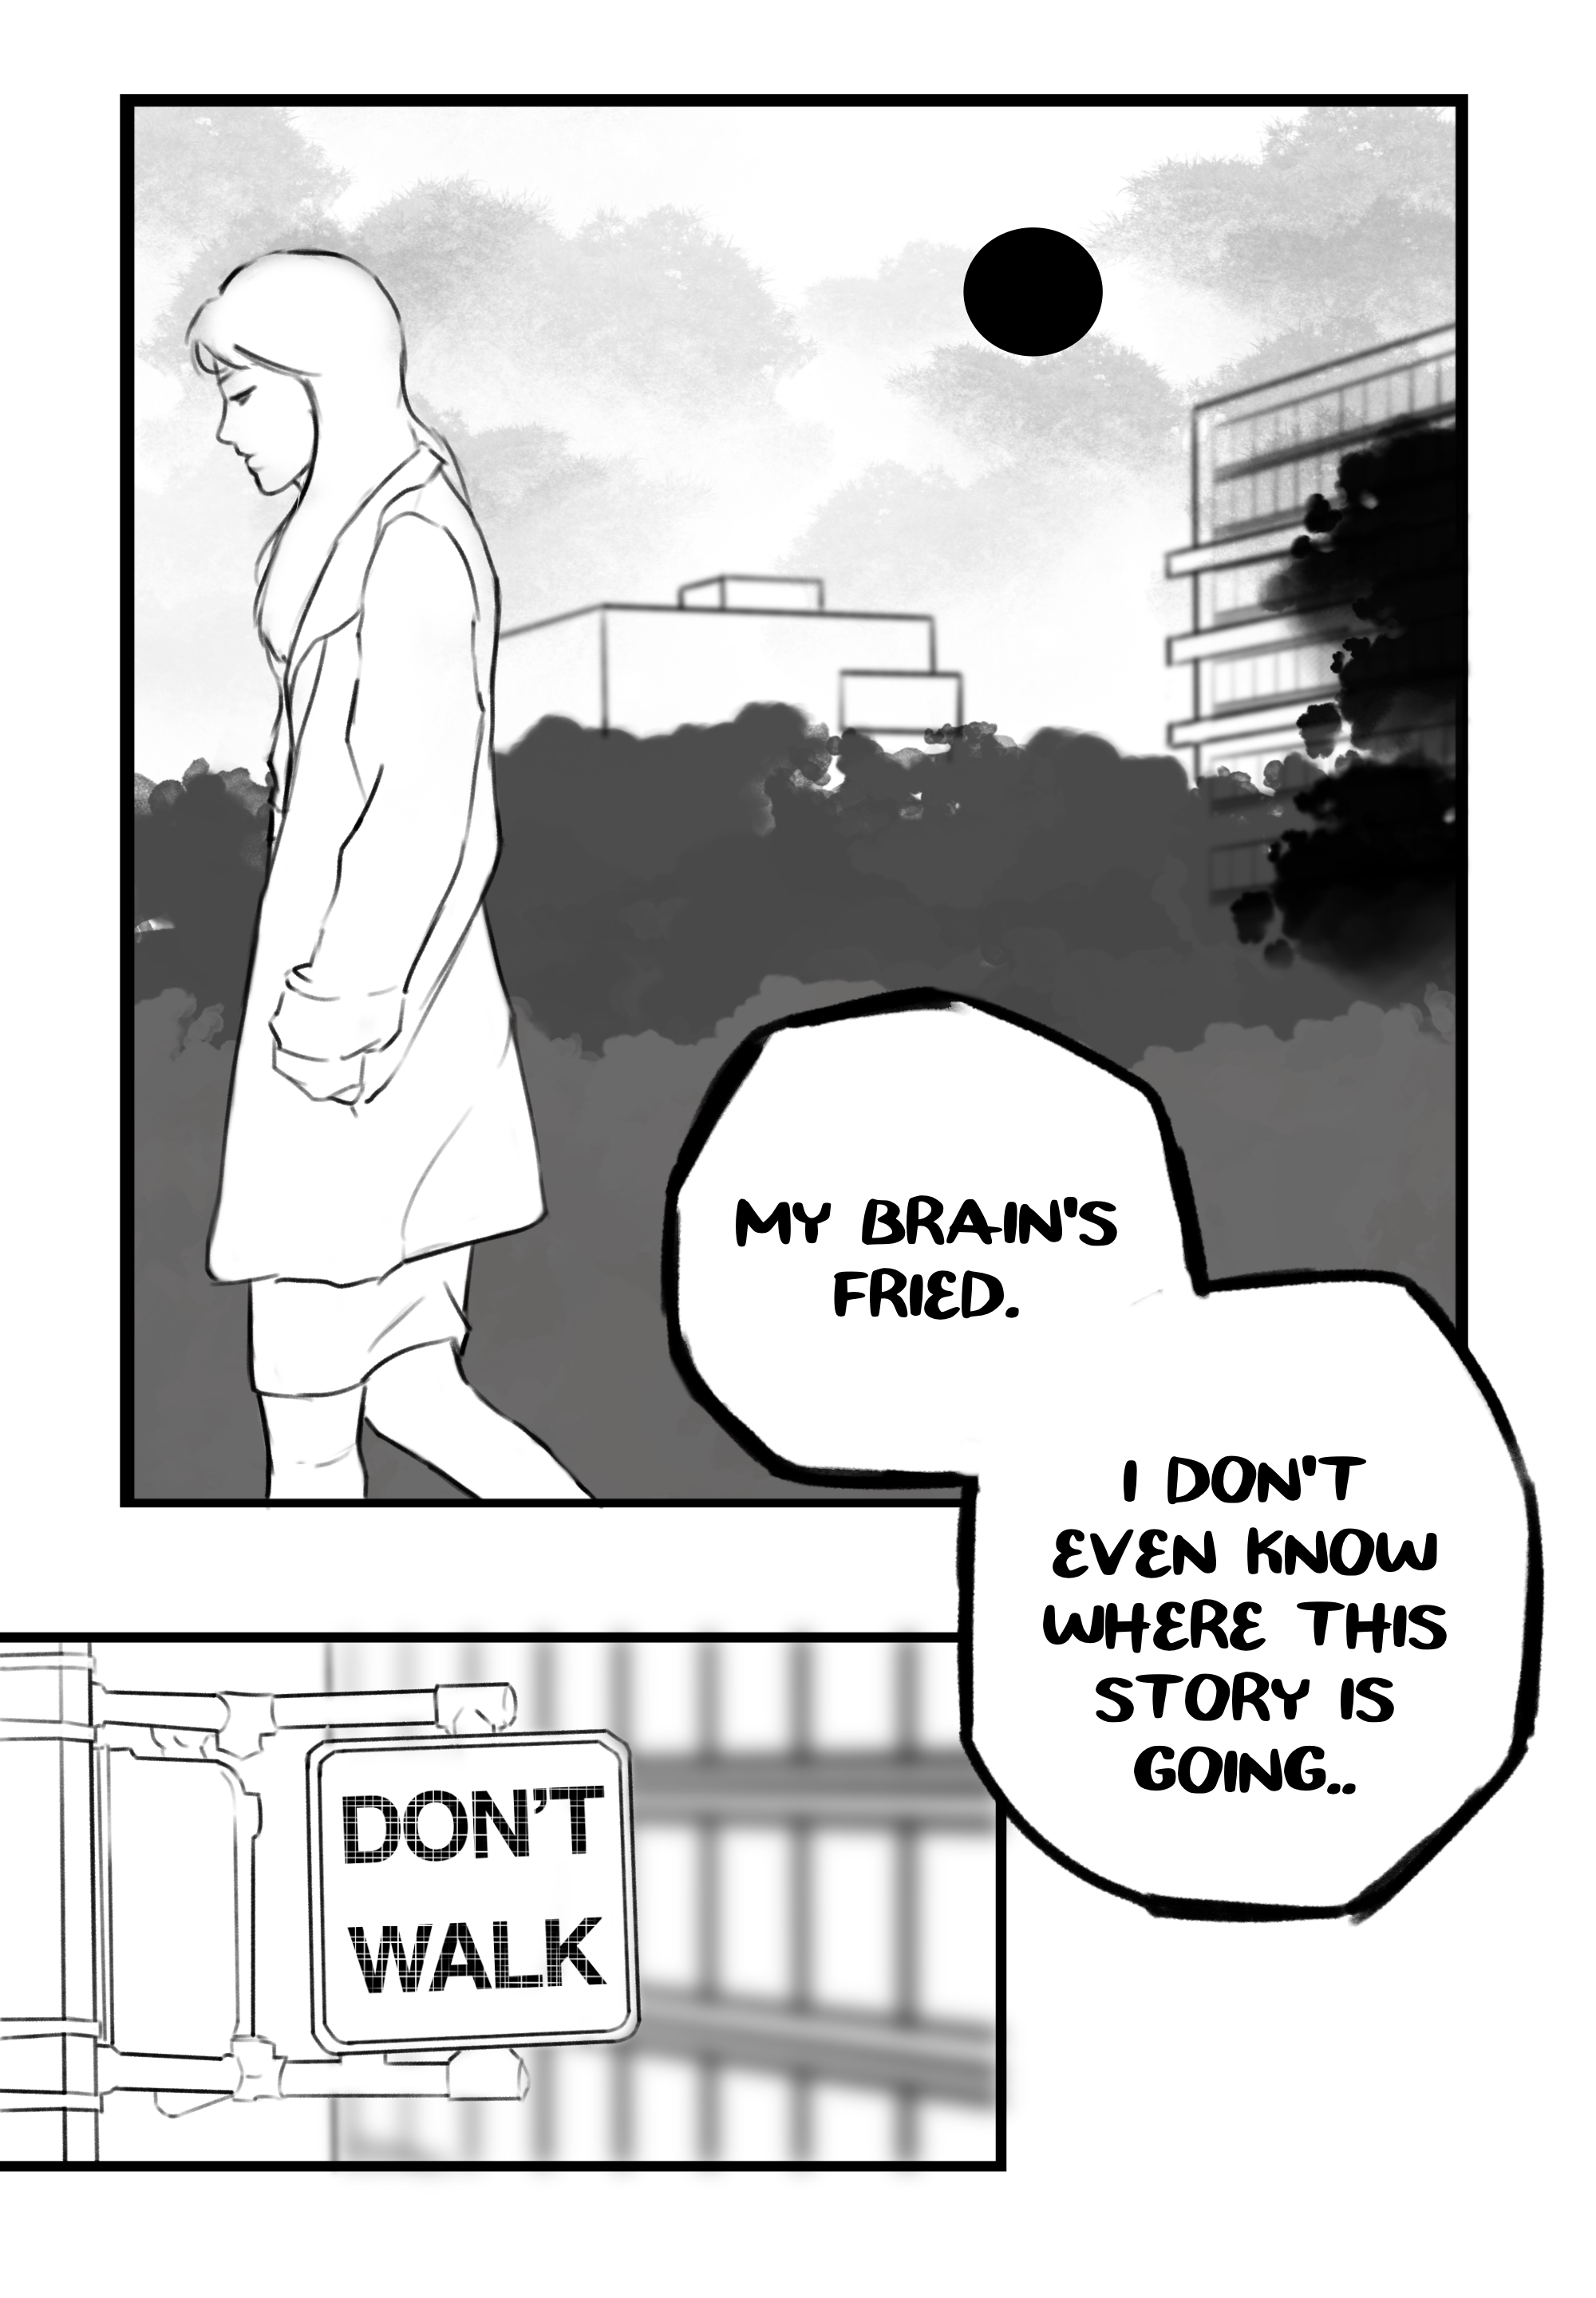 MY BRAIN'S
FRIED.
I DON'T
EVEN KNOW
WHERE THIS
STORY IS
GOING..
DON'T
WALK